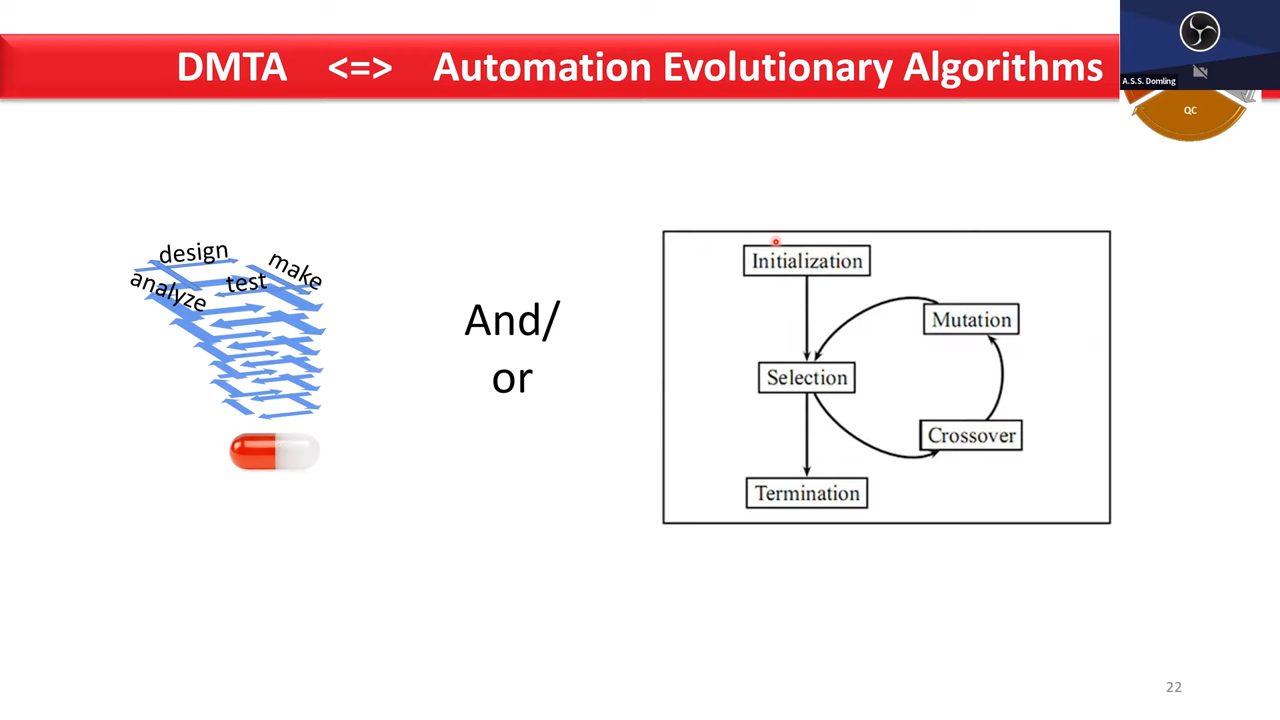 DMTA <=> Automation Evolutionary Algorithms
A.S.S. Domling
QC
design
make
test
analyze
And/
or
Initialization
Mutation
Selection
Crossover
Termination
22